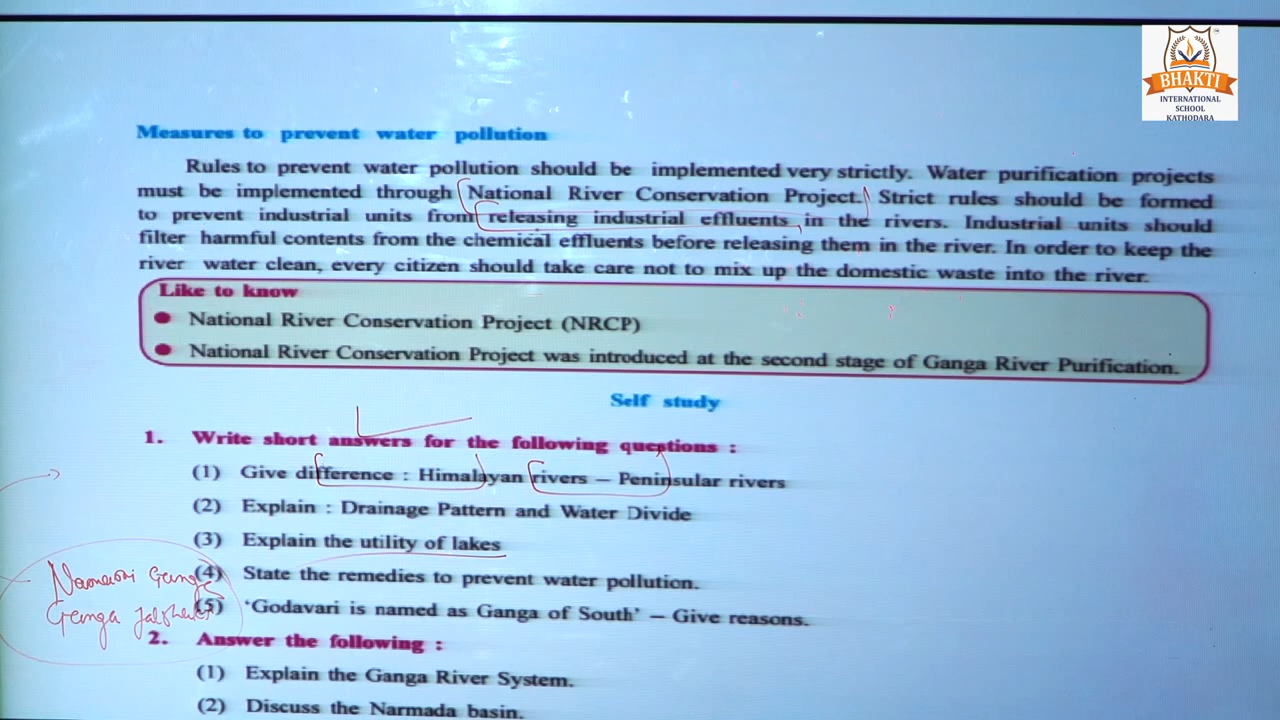 BHAKTI
INTERNATIONAL
SCHOOL
KATHODARA
Measures to prevent water pollution
Rules to prevent water pollution should be implemented very strictly. Water purification projects
must be implemented through National River Conservation Project. Strict rules should be formed
to prevent industrial units from releasing industrial effluents in the rivers. Industrial units should
filter harmful contents from the chemical effluents before releasing them in the river. In order to keep the
river water clean, every citizen should take care not to mix up the domestic waste into the river.
Like to know
● National River Conservation Project (NRCP)
● National River Conservation Project was introduced at the second stage of Ganga River Purification.
Self study
1. Write short answers for the following questions :
(1) Give difference : Himalayan rivers – Peninsular rivers
(2) Explain : Drainage Pattern and Water Divide
(3) Explain the utility of lakes
(4) State the remedies to prevent water pollution.
(5) ‘Godavari is named as Ganga of South’ – Give reasons.
Ganga
2. Answer the following :
(1) Explain the Ganga River System.
(2) Discuss the Narmada basin.